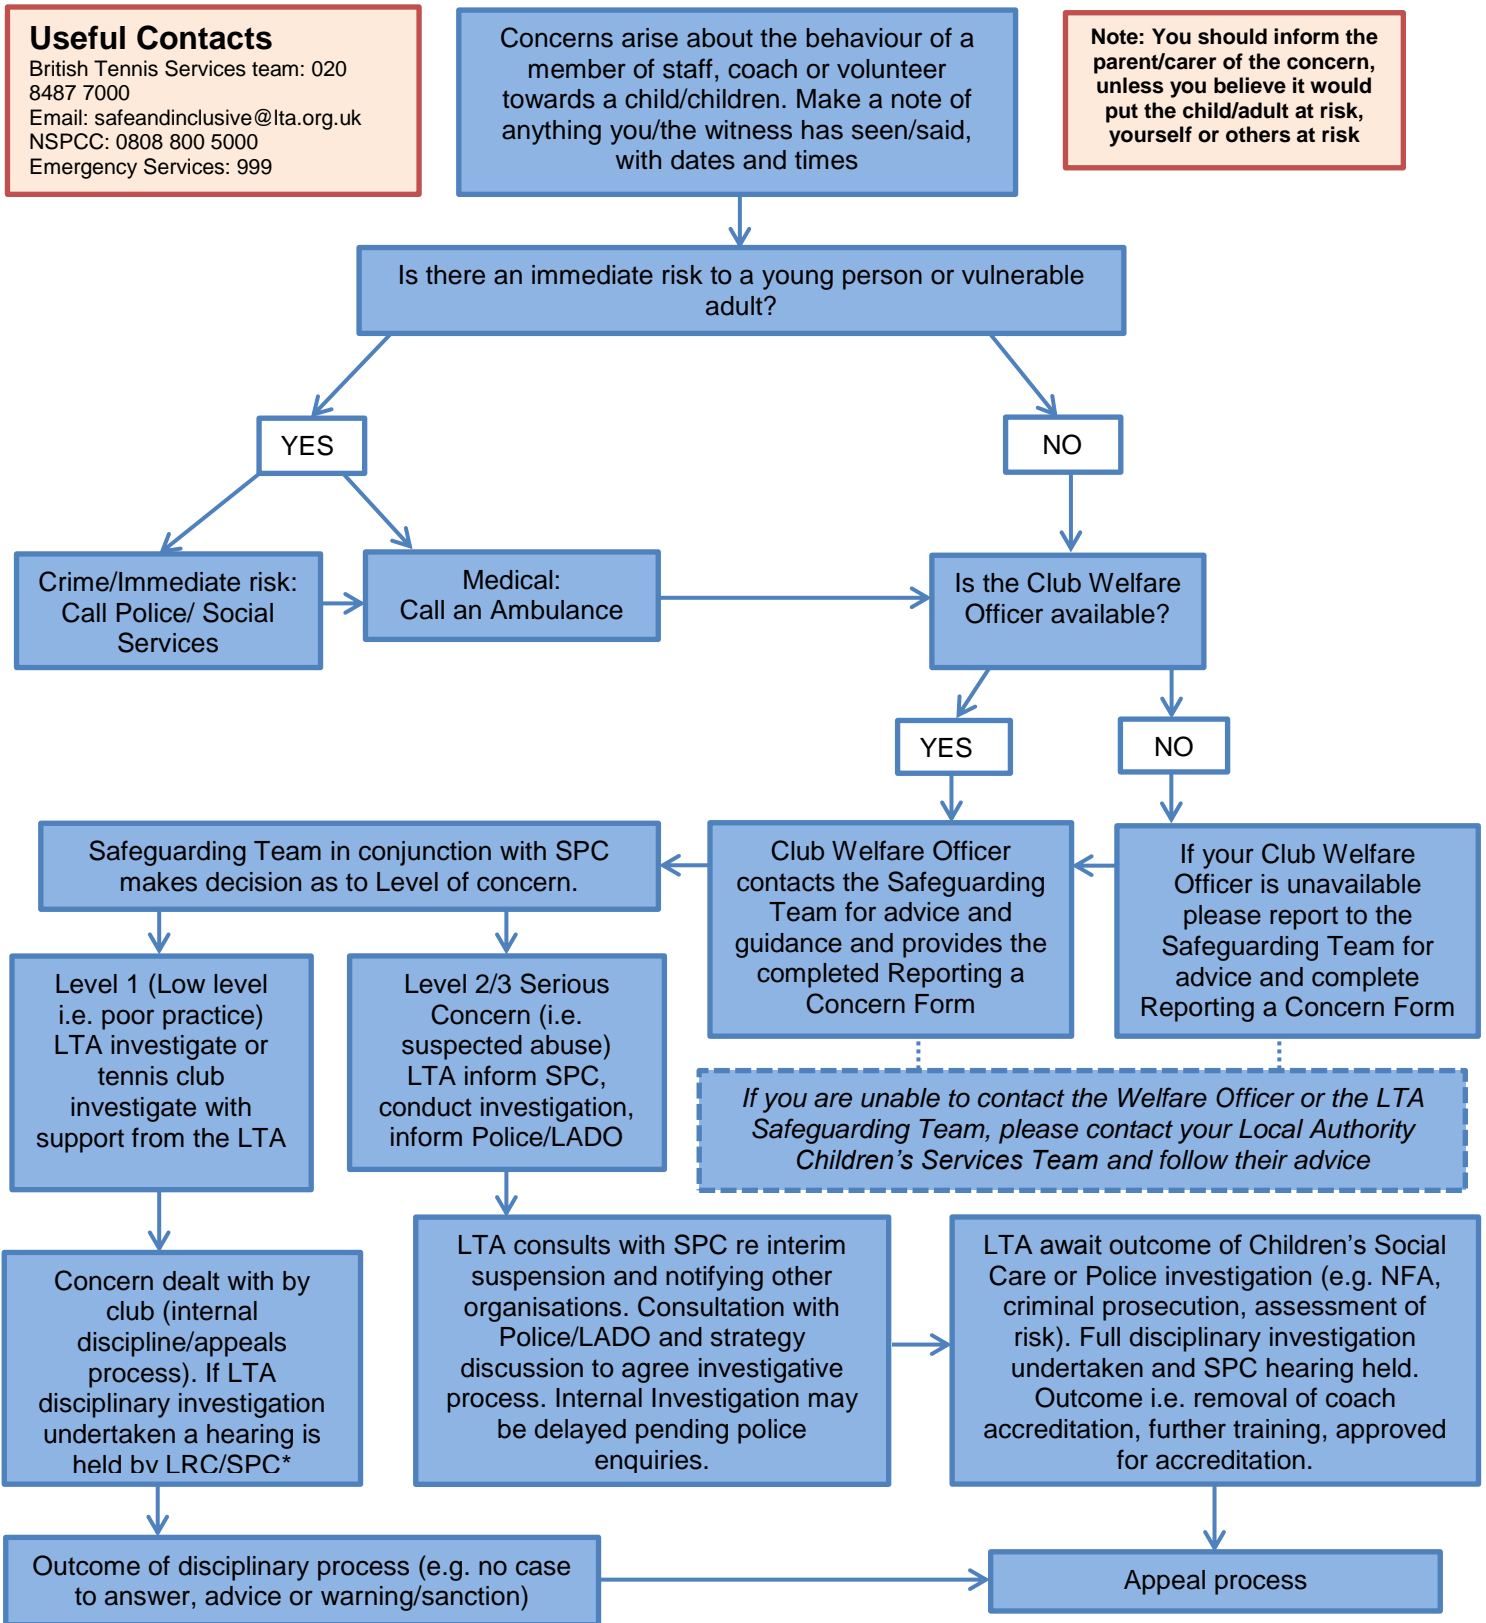 Useful Contacts
British Tennis Services team: 020
8487 7000
Email: safeandinclusive@lta.org.uk
NSPCC: 0808 800 5000
Emergency Services: 999
Concerns arise about the behaviour of a
member of staff, coach or volunteer
towards a child/children. Make a note of
anything you/the witness has seen/said,
with dates and times
Note: You should inform the
parent/carer of the concern,
unless you believe it would
put the child/adult at risk,
yourself or others at risk
Is there an immediate risk to a young person or vulnerable
adult?
YES
NO
Crime/Immediate risk:
Call Police/ Social
Services
Medical:
Call an Ambulance
Is the Club Welfare
Officer available?
YES
NO
Safeguarding Team in conjunction with SPC
makes decision as to Level of concern.
Club Welfare Officer
contacts the Safeguarding
Team for advice and
guidance and provides the
completed Reporting a
Concern Form
If your Club Welfare
Officer is unavailable
please report to the
Safeguarding Team for
advice and complete
Reporting a Concern Form
Level 1 (Low level
i.e. poor practice)
LTA investigate or
tennis club
investigate with
support from the LTA
Level 2/3 Serious
Concern (i.e.
suspected abuse)
LTA inform SPC,
conduct investigation,
inform Police/LADO
If you are unable to contact the Welfare Officer or the LTA
Safeguarding Team, please contact your Local Authority
Children's Services Team and follow their advice
Concern dealt with by
club (internal
discipline/appeals
process). If LTA
disciplinary investigation
undertaken a hearing is
held by LRC/SPC*
LTA consults with SPC re interim
suspension and notifying other
organisations. Consultation with
Police/LADO and strategy
discussion to agree investigative
process. Internal Investigation may
be delayed pending police
enquiries.
LTA await outcome of Children's Social
Care or Police investigation (e.g. NFA,
criminal prosecution, assessment of
risk). Full disciplinary investigation
undertaken and SPC hearing held.
Outcome i.e. removal of coach
accreditation, further training, approved
for accreditation.
Outcome of disciplinary process (e.g. no case
to answer, advice or warning/sanction)
Appeal process